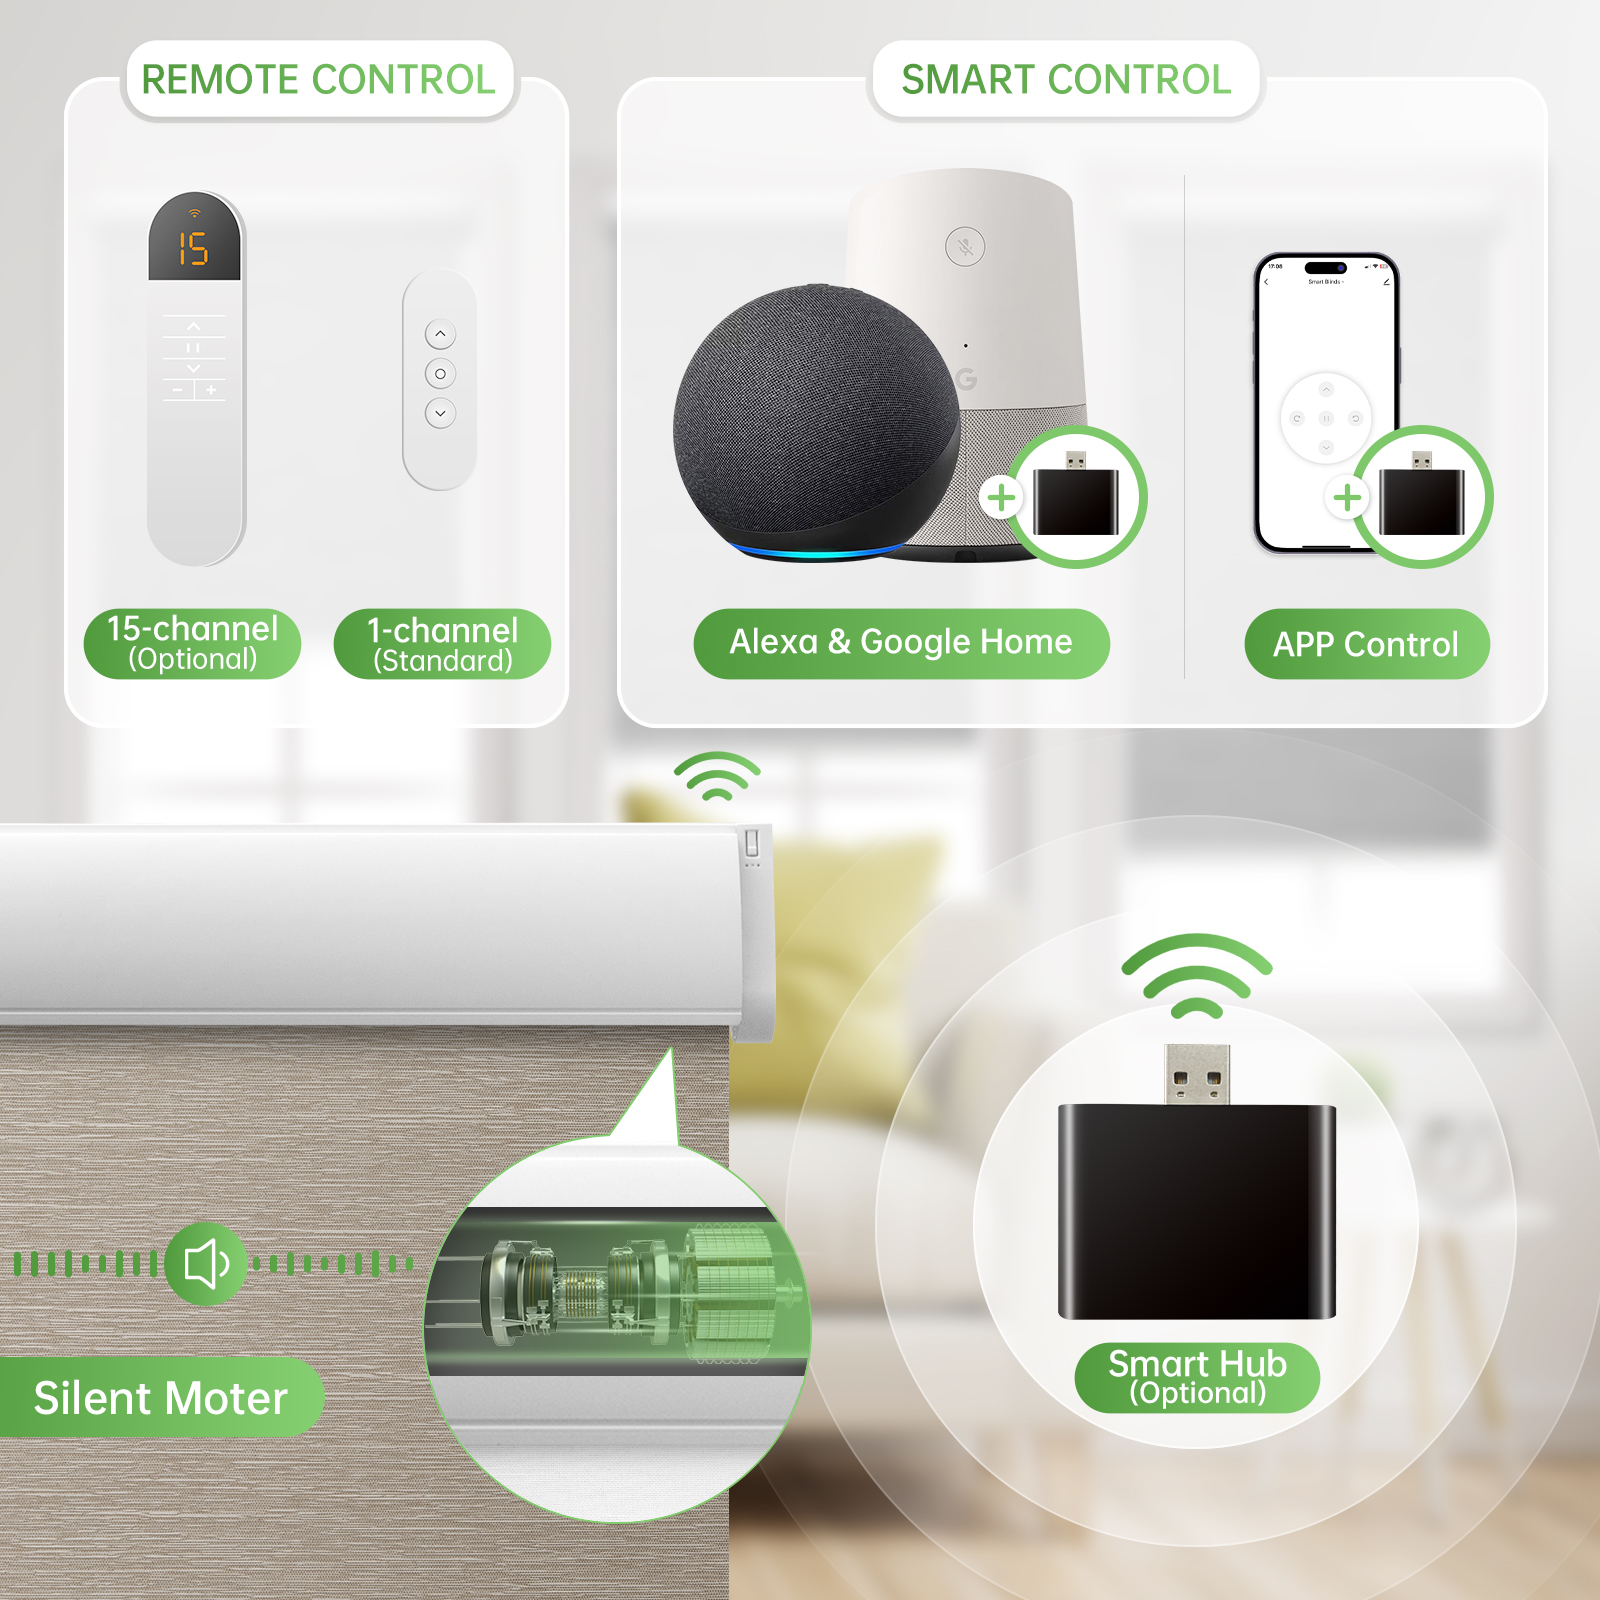 REMOTE CONTROL
SMART CONTROL
15
17:08
Smart Blinds
G
15-channel
(Optional)
1-channel
(Standard)
Alexa & Google Home
APP Control
Silent Moter
Smart Hub
(Optional)